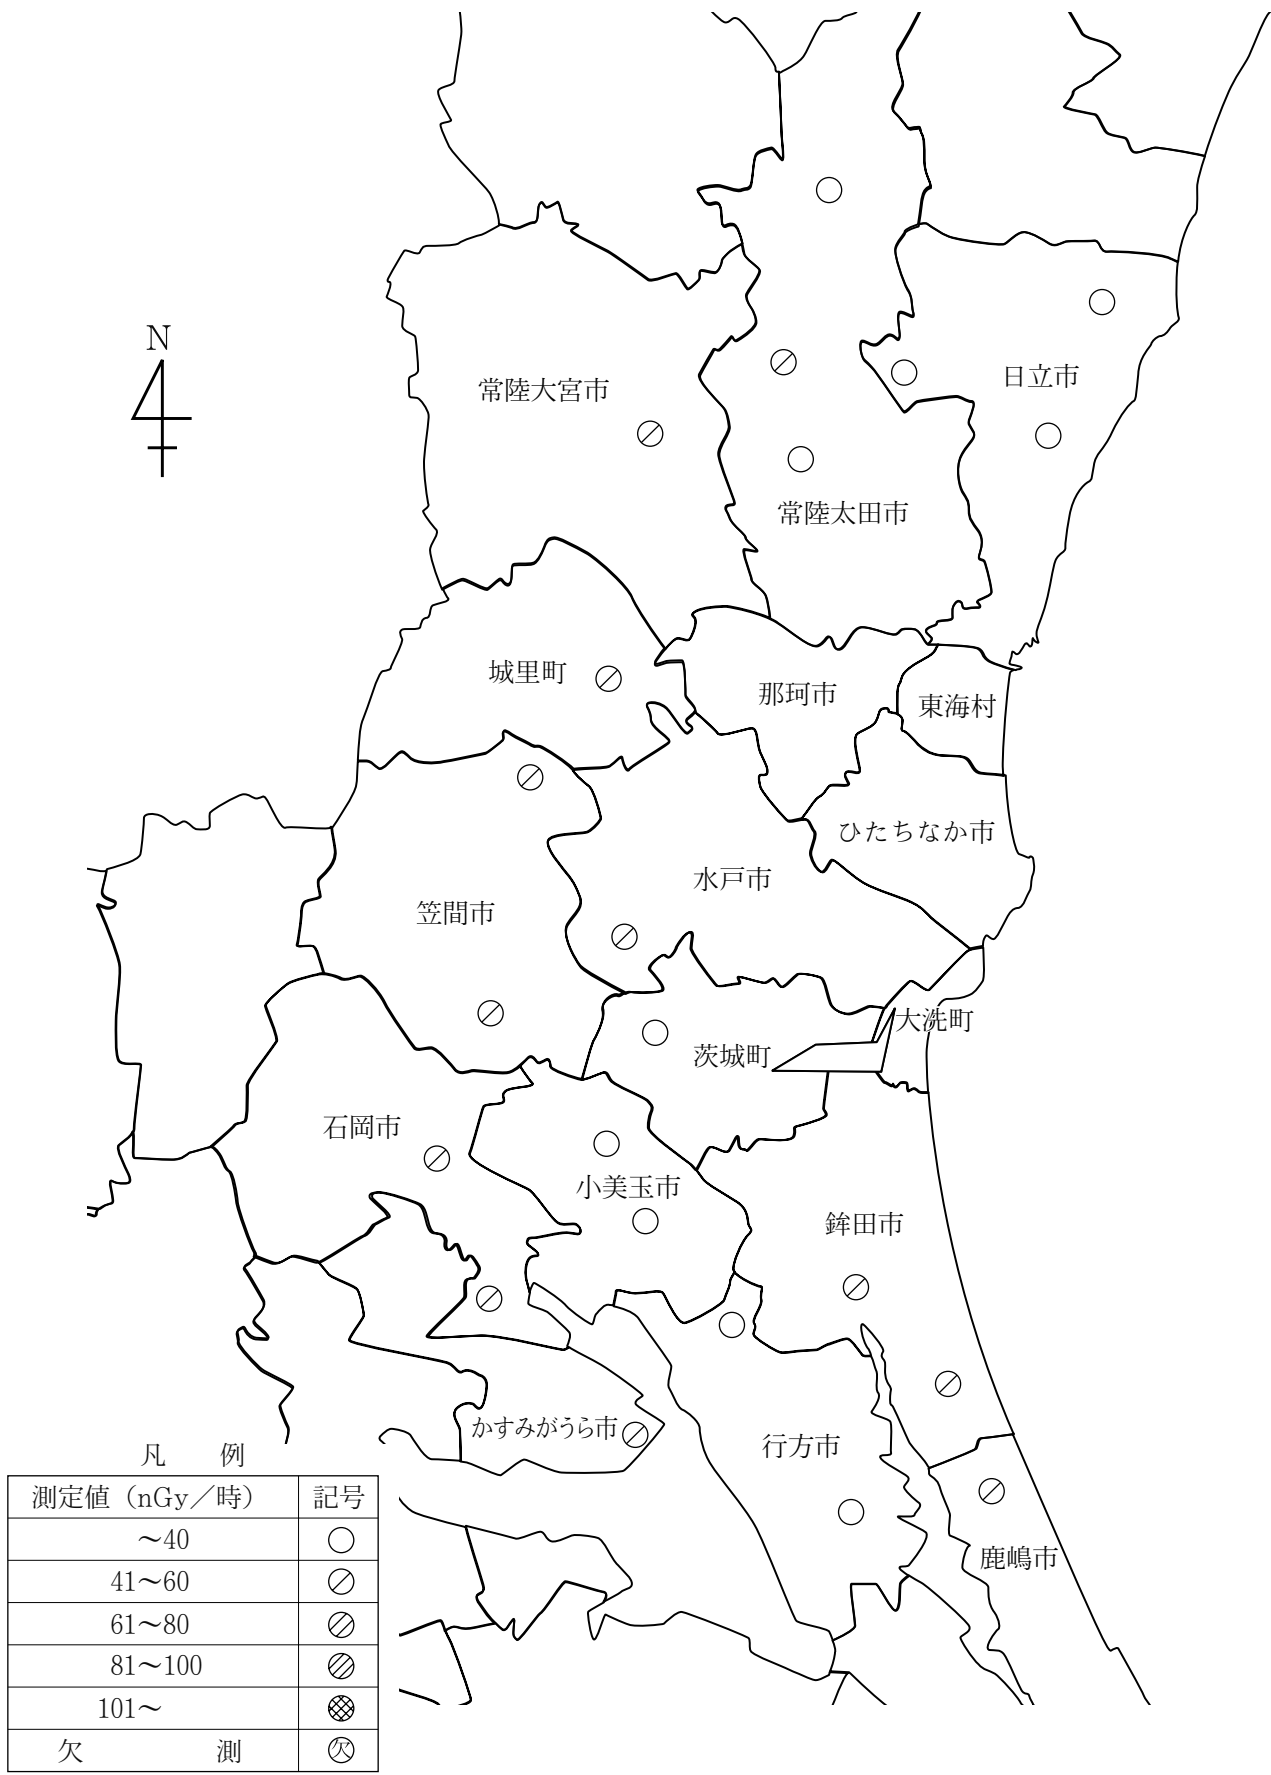 N
常陸大宮市
日立市
常陸太田市
城里町
那珂市
東海村
ひたちなか市
水戸市
笠間市
大洗町
茨城町
石岡市
小美玉市
鉾田市
かすみがうら市
行方市
鹿嶋市
凡 例
測定値（nGy／時） 記号
～40
41～60
61～80
81～100
101～
欠 測 欠